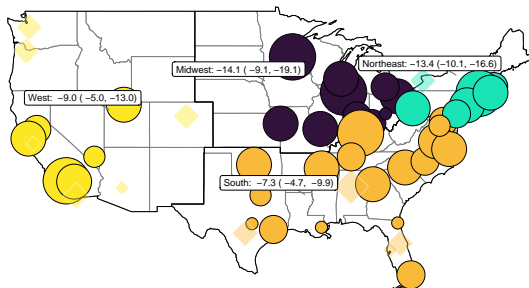 Northeast: −13.4 (−10.1, −16.6)
Midwest: −14.1 ( −9.1, −19.1)
West: −9.0 ( −5.0, −13.0)
South: −7.3 ( −4.7, −9.9)